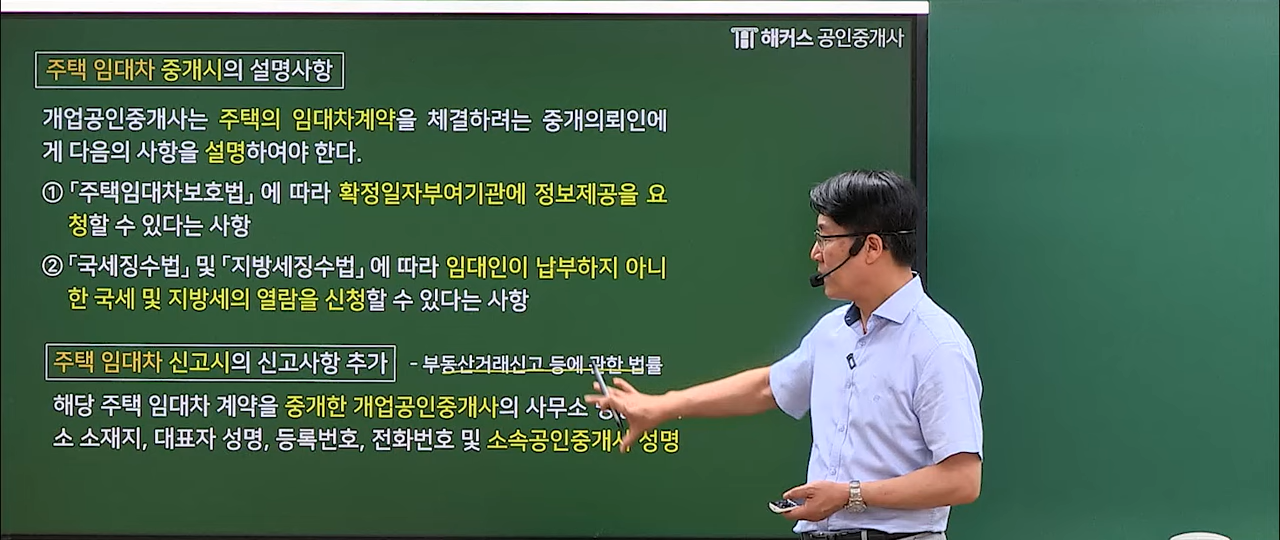 해커스 공인중개사
주택 임대차 중개시의 설명사항
개업공인중개사는 주택의 임대차계약을 체결하려는 중개의뢰인에
게 다음의 사항을 설명하여야 한다.
① 「주택임대차보호법」에 따라 확정일자부여기관에 정보제공을 요
청할 수 있다는 사항
② 「국세징수법」 및 「지방세징수법」에 따라 임대인이 납부하지 아니
한 국세 및 지방세의 열람을 신청할 수 있다는 사항
주택 임대차 신고시의 신고사항 추가 - 부동산거래신고 등에 관한 법률
해당 주택 임대차 계약을 중개한 개업공인중개사의 사무소
소 소재지, 대표자 성명, 등록번호, 전화번호 및 소속공인중개사 성명